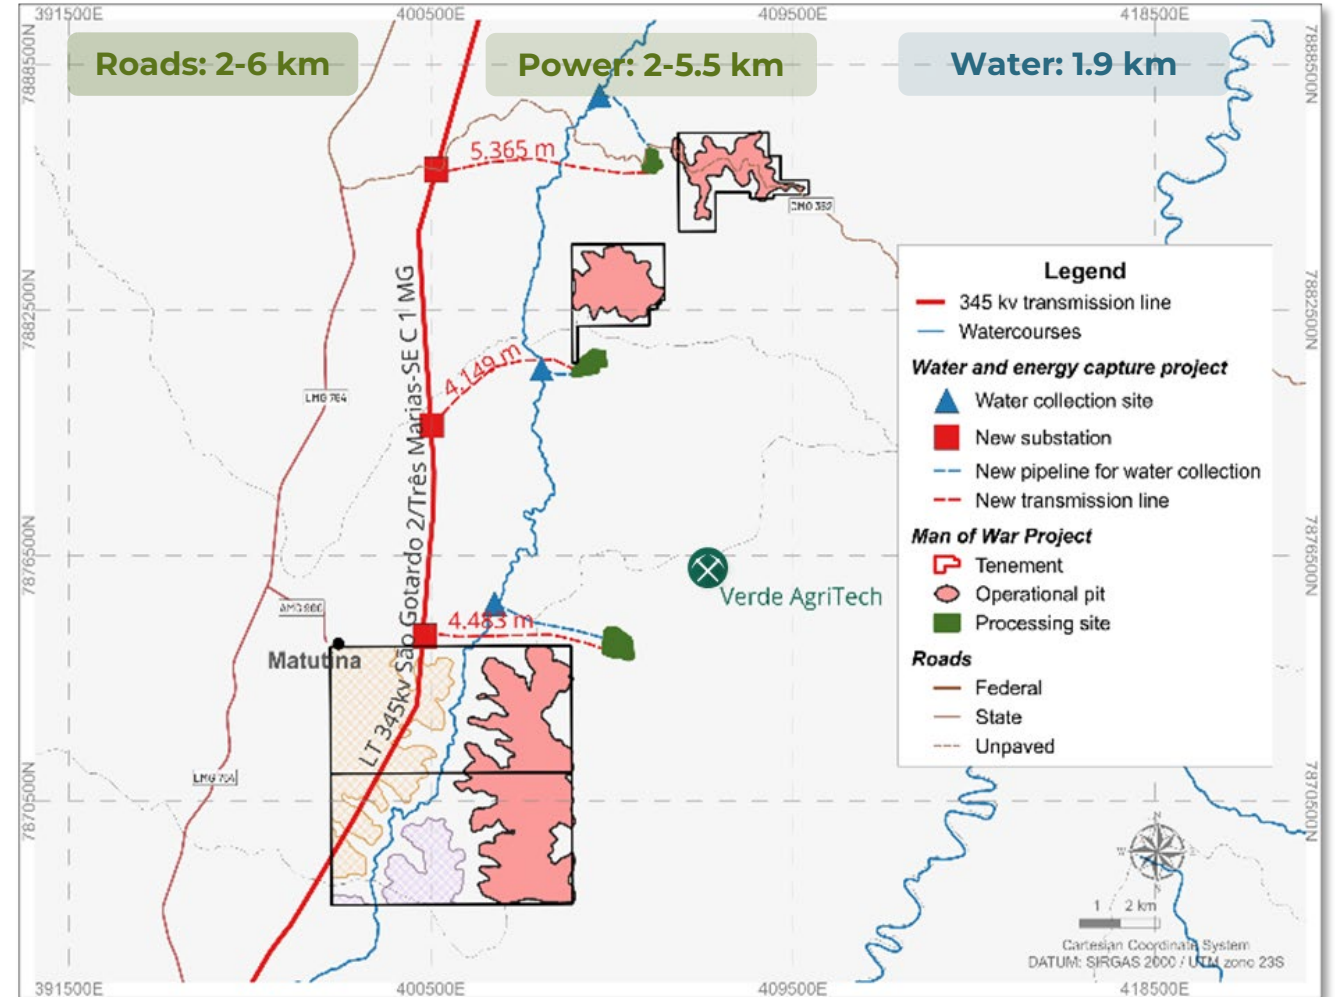 391500E
400500E
409500E
418500E
Roads: 2-6 km
Power: 2-5.5 km
Water: 1.9 km
7888500N
7888500N
5.365 m
CMO 382
7882500N
7882500N
LT 345kv São Gotardo 2/Três Marias-SE C 1 MG
4.149 m
LMG 764
Legend
345 kv transmission line
Watercourses
Water and energy capture project
Water collection site
New substation
New pipeline for water collection
New transmission line
Man of War Project
Tenement
Operational pit
Processing site
Roads
Federal
State
Unpaved
7876500N
7876500N
Verde AgriTech
4.483 m
Matutina
7870500N
7870500N
N
1 2 km
Cartesian Coordinate System
DATUM: SIRGAS 2000 / UTM zone 23S
391500E
400500E
409500E
418500E